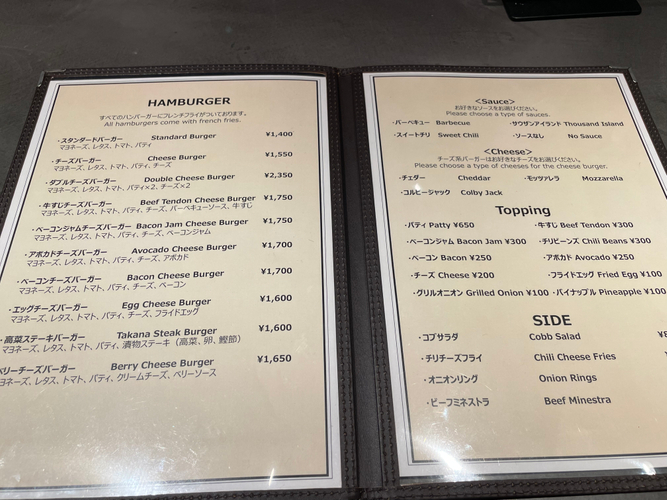 HAMBURGER
すべてのハンバーガーにフレンチフライがついております。
All hamburgers come with french fries.
・スタンダードバーガー Standard Burger ¥1,400
マヨネーズ、レタス、トマト、パティ
・チーズバーガー Cheese Burger ¥1,550
マヨネーズ、レタス、トマト、パティ、チーズ
・ダブルチーズバーガー Double Cheese Burger ¥2,350
マヨネーズ、レタス、トマト、パティ×2、チーズ×2
・牛すじチーズバーガー Beef Tendon Cheese Burger ¥1,750
マヨネーズ、レタス、トマト、パティ、チーズ、バーベキューソース、牛すじ
・ベーコンジャムチーズバーガー Bacon Jam Cheese Burger ¥1,750
マヨネーズ、レタス、トマト、パティ、チーズ、ベーコンジャム
・アボカドチーズバーガー Avocado Cheese Burger ¥1,700
マヨネーズ、レタス、トマト、パティ、チーズ、アボカド
・ベーコンチーズバーガー Bacon Cheese Burger ¥1,700
マヨネーズ、レタス、トマト、パティ、チーズ、ベーコン
・エッグチーズバーガー Egg Cheese Burger ¥1,600
マヨネーズ、レタス、トマト、パティ、チーズ、フライドエッグ
・高菜ステーキバーガー Takana Steak Burger ¥1,600
マヨネーズ、レタス、トマト、パティ、漬物ステーキ（高菜、卵、鰹節）
ベリーチーズバーガー Berry Cheese Burger ¥1,650
マヨネーズ、レタス、トマト、パティ、クリームチーズ、ベリーソース
<Sauce>
お好きなソースをお選びください。
Please choose a type of sauces.
・バーベキュー Barbecue ・サウザンアイランド Thousand Island
・スイートチリ Sweet Chili ・ソースなし No Sauce
<Cheese>
チーズ系バーガーはお好きなチーズをお選びください。
Please choose a type of cheeses for the cheese burger.
・チェダー Cheddar ・モッツァレラ Mozzarella
・コルビージャック Colby Jack
Topping
・パティ Patty ¥650 ・牛すじ Beef Tendon ¥300
・ベーコンジャム Bacon Jam ¥300 ・チリビーンズ Chili Beans ¥300
・ベーコン Bacon ¥250 ・アボカド Avocado ¥250
・チーズ Cheese ¥200 ・フライドエッグ Fried Egg ¥100
・グリルオニオン Grilled Onion ¥100 ・パイナップル Pineapple ¥100
SIDE
・コブサラダ Cobb Salad
・チリチーズフライ Chili Cheese Fries
・オニオンリング Onion Rings
・ビーフミネストラ Beef Minestra